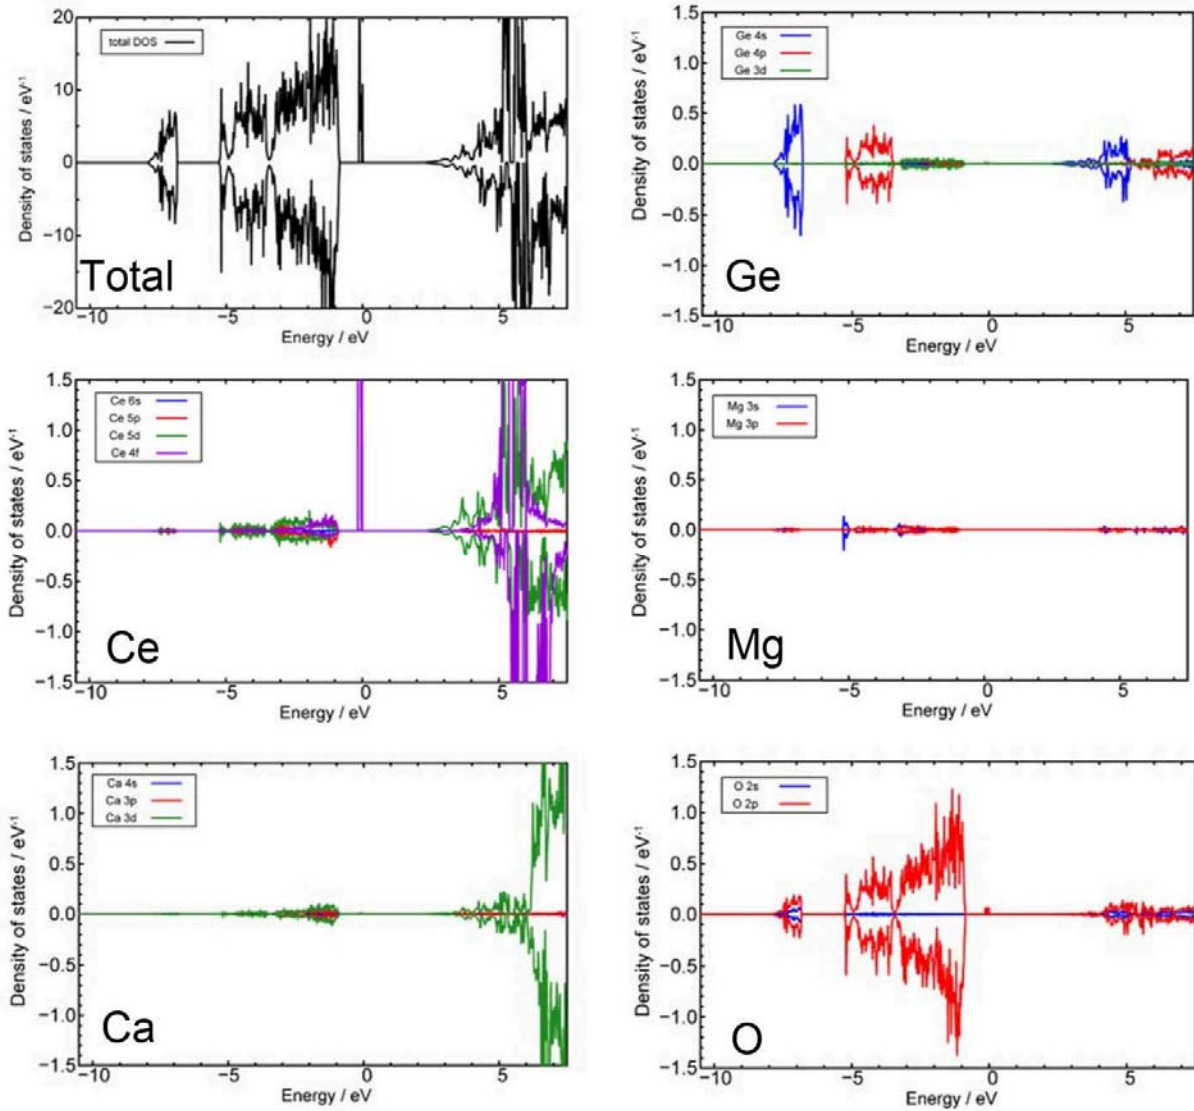 20
10
0
−10
−20
Density of states / eV-1
total DOS
Total
−10
−5
0
5
Energy / eV
1.5
1.0
0.5
0.0
−0.5
−1.0
−1.5
Density of states / eV-1
Ge 4s
Ge 4p
Ge 3d
Ge
−10
−5
0
5
Energy / eV
1.5
1.0
0.5
0.0
−0.5
−1.0
−1.5
Density of states / eV-1
Ce 6s
Ce 5p
Ce 5d
Ce 4f
Ce
−10
−5
0
5
Energy / eV
1.5
1.0
0.5
0.0
−0.5
−1.0
−1.5
Density of states / eV-1
Mg 3s
Mg 3p
Mg
−10
−5
0
5
Energy / eV
1.5
1.0
0.5
0.0
−0.5
−1.0
−1.5
Density of states / eV-1
Ca 4s
Ca 3p
Ca 3d
Ca
−10
−5
0
5
Energy / eV
1.5
1.0
0.5
0.0
−0.5
−1.0
−1.5
Density of states / eV-1
O 2s
O 2p
O
−10
−5
0
5
Energy / eV